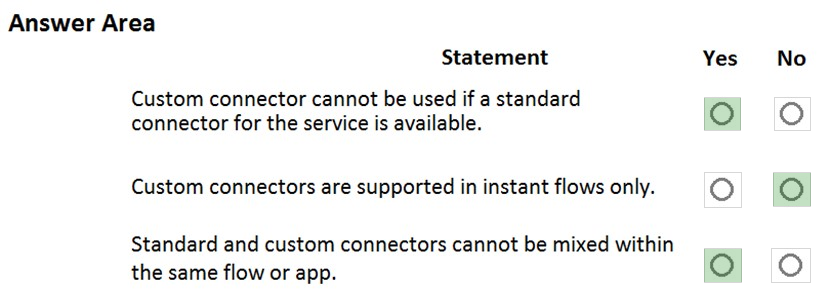 Answer Area
Statement Yes No
Custom connector cannot be used if a standard
connector for the service is available.
Custom connectors are supported in instant flows only.
Standard and custom connectors cannot be mixed within
the same flow or app.